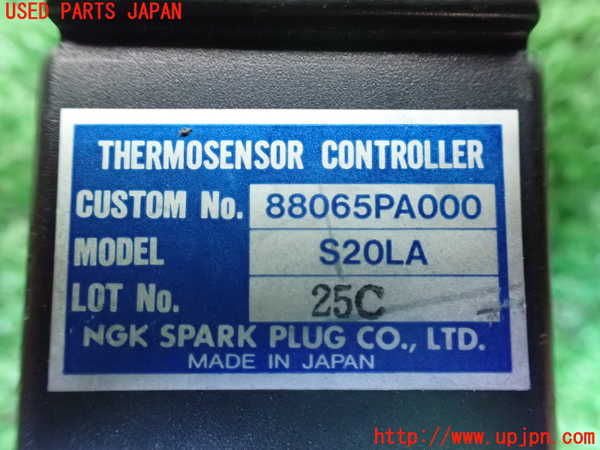 USED PARTS JAPAN
THERMOSENSOR CONTROLLER
CUSTOM No. 88065PA000
MODEL S20LA
LOT No. 25C
NGK SPARK PLUG CO., LTD.
MADE IN JAPAN
http://www.upjpn.com